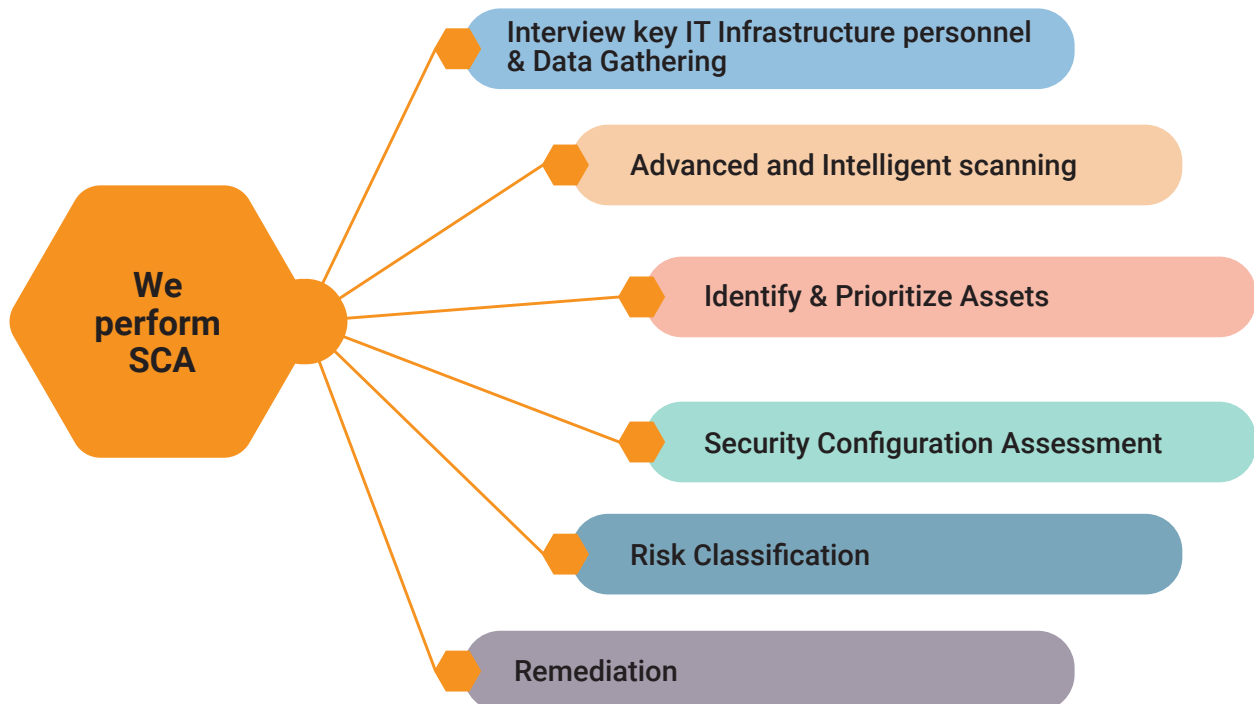 We
perform
SCA
Interview key IT Infrastructure personnel
& Data Gathering
Advanced and Intelligent scanning
Identify & Prioritize Assets
Security Configuration Assessment
Risk Classification
Remediation